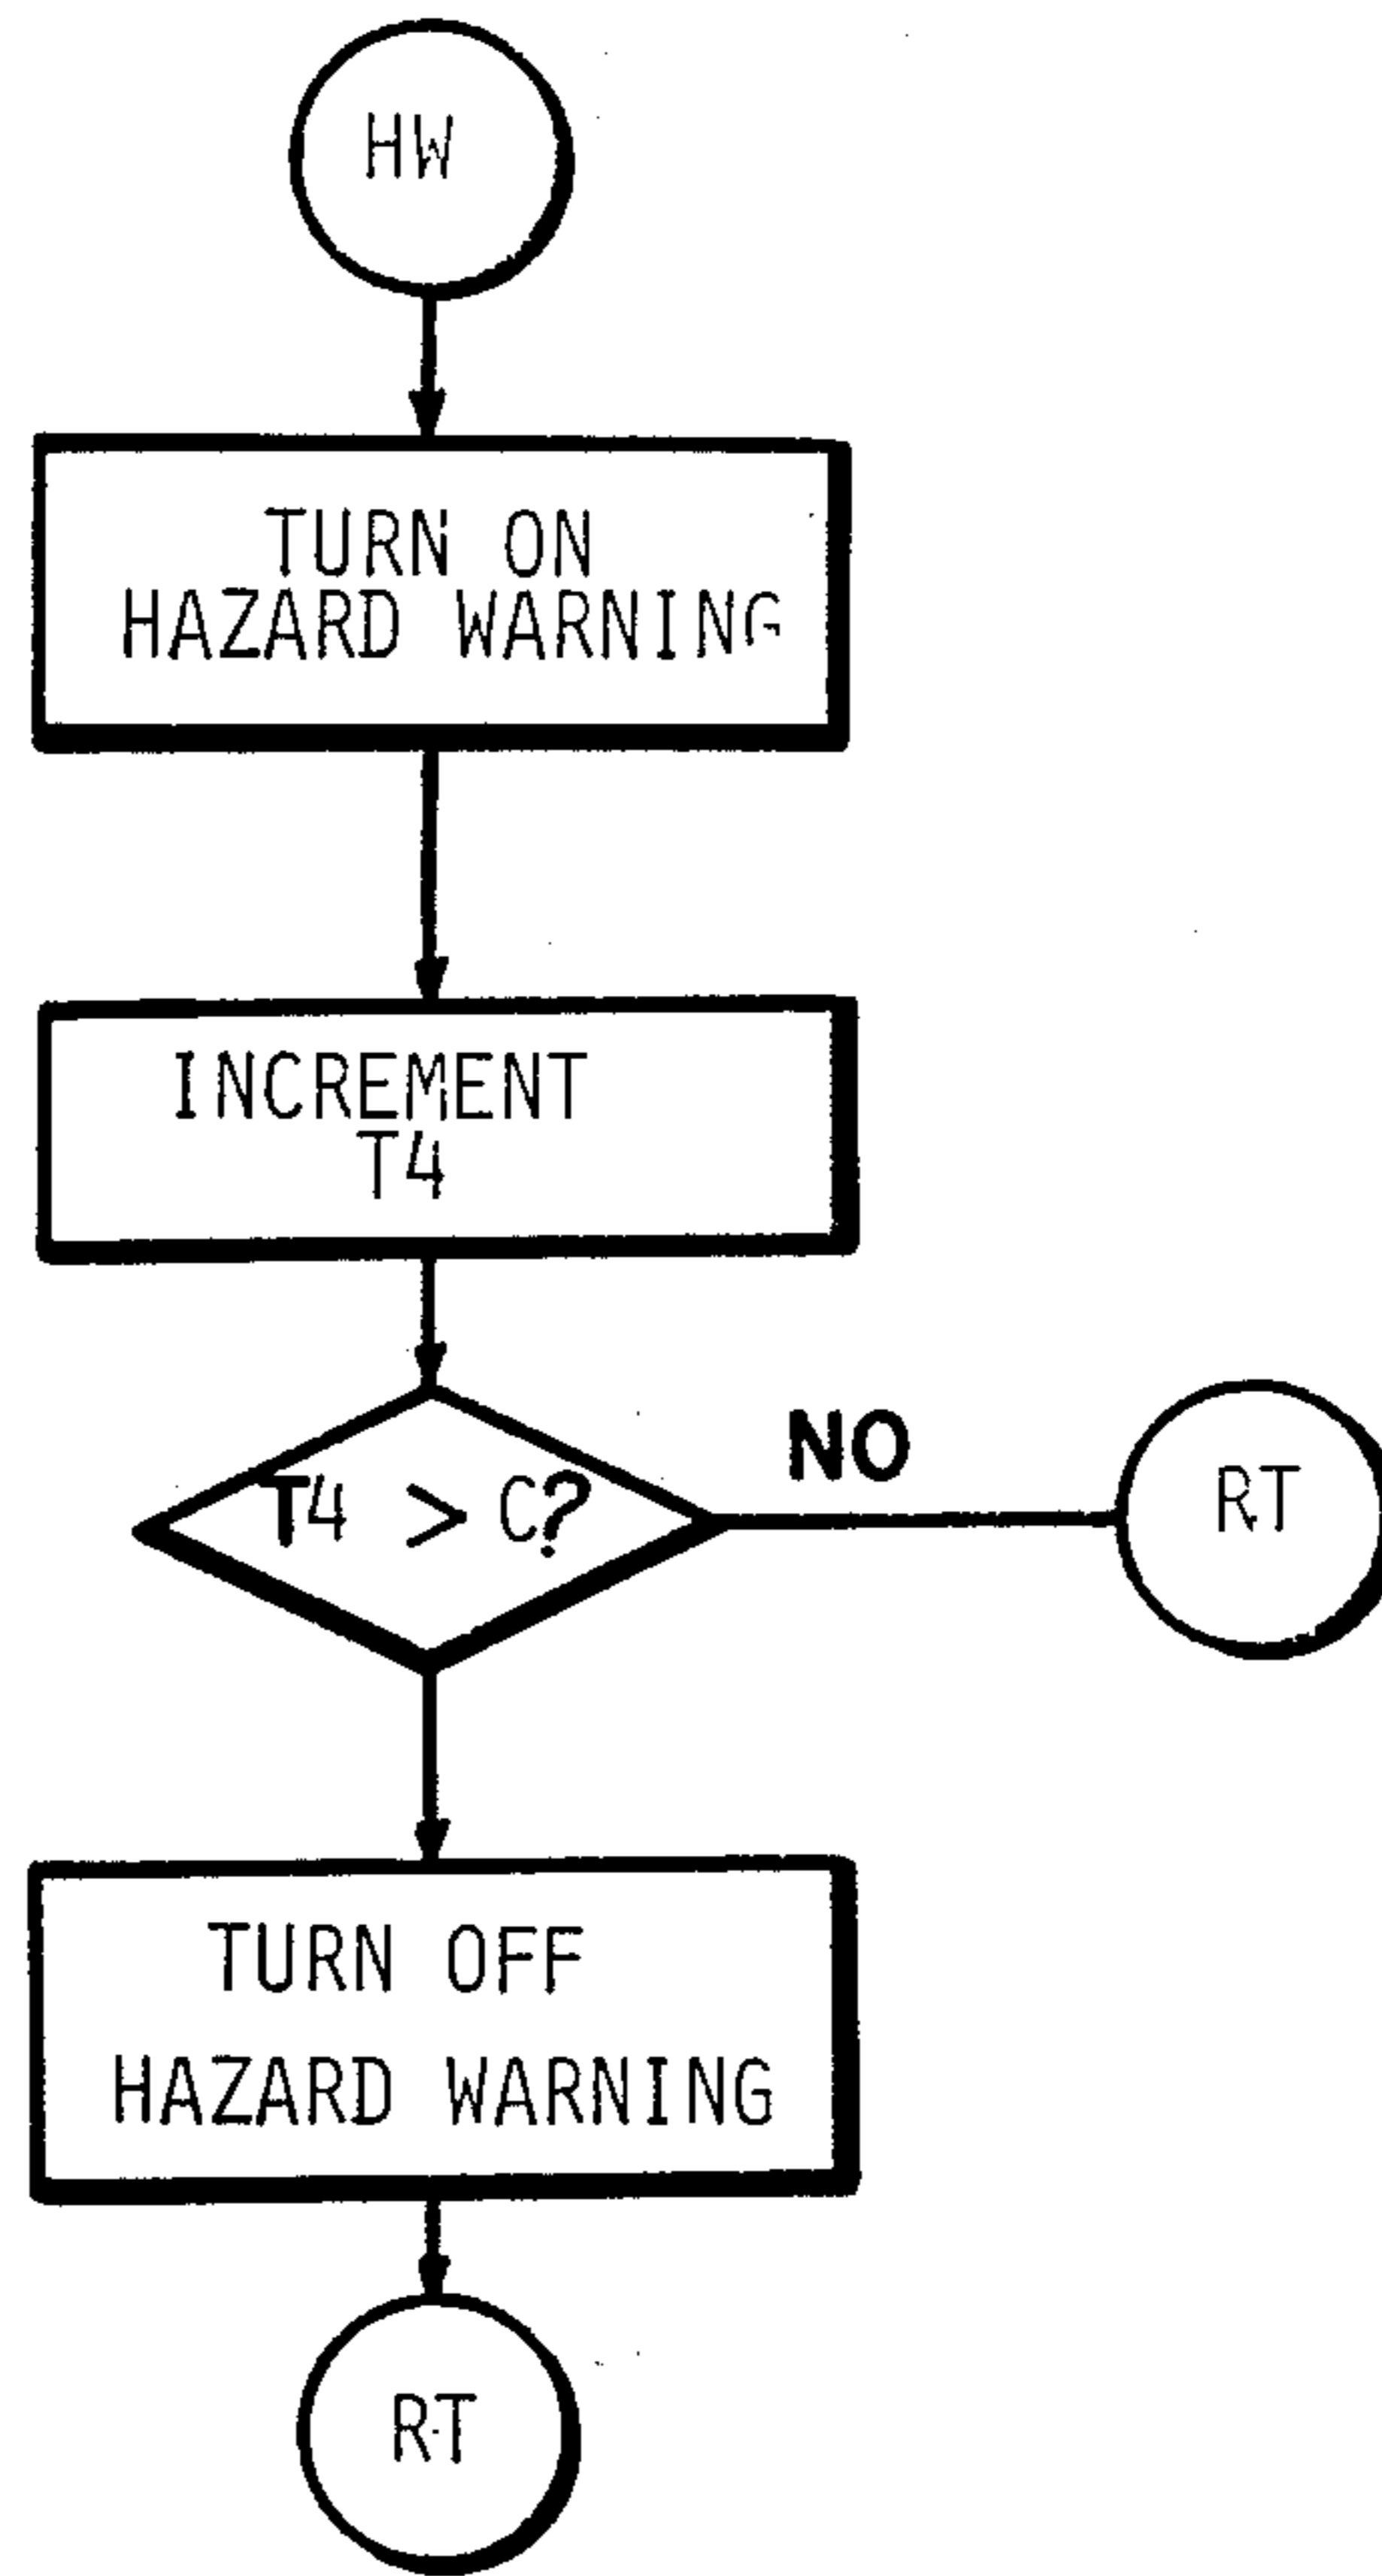 HW
TURN ON
HAZARD WARNING
INCREMENT
T4
T4 > C?
NO
RT
TURN OFF
HAZARD WARNING
RT